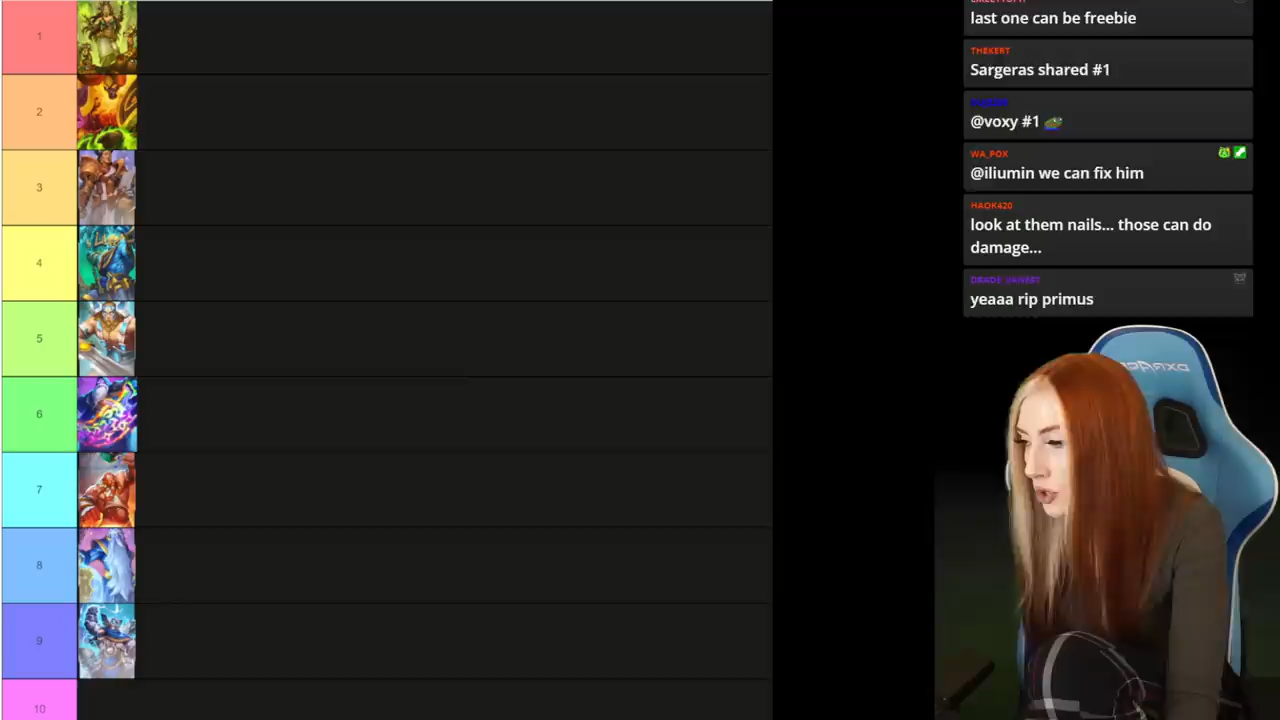 1
2
3
4
5
6
7
8
9
10
last one can be freebie
THEKERT
Sargeras shared #1
@voxy #1
WA_POX
@iliumin we can fix him
HAOK420
look at them nails... those can do
damage...
yeaaa rip primus